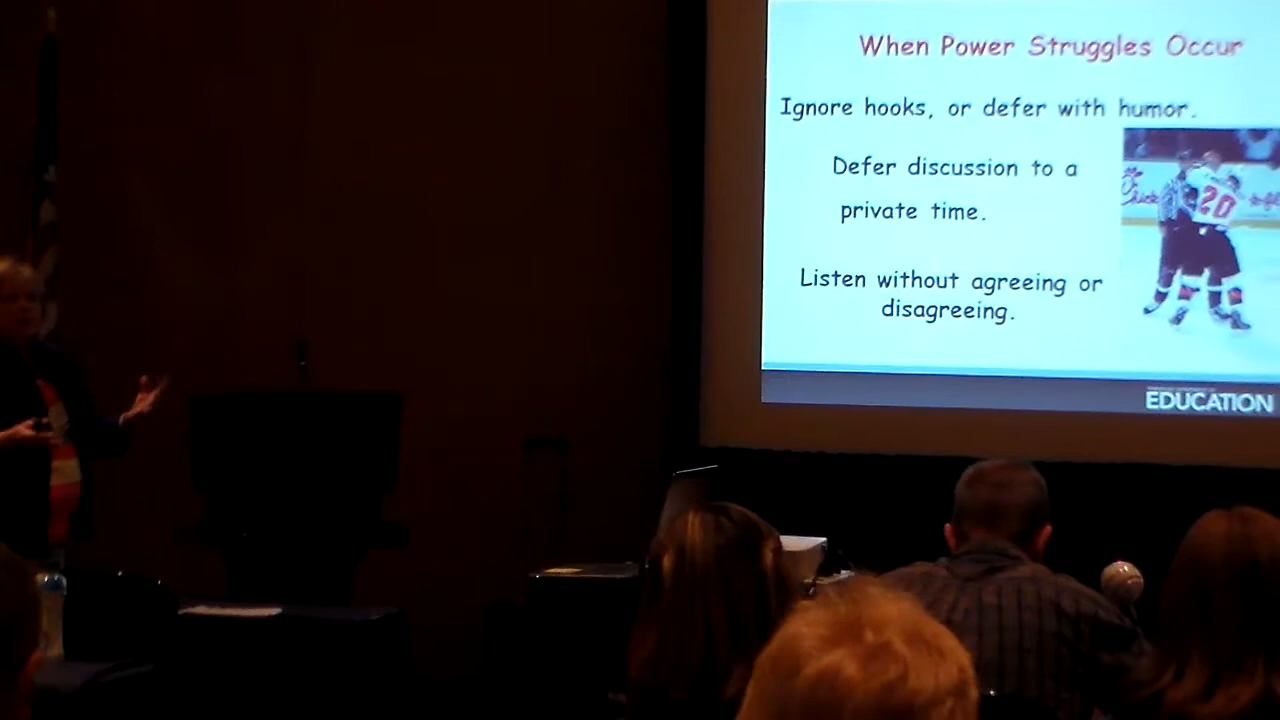 When Power Struggles Occur
Ignore hooks, or defer with humor.
Defer discussion to a
private time.
Listen without agreeing or
disagreeing.
20
EDUCATION